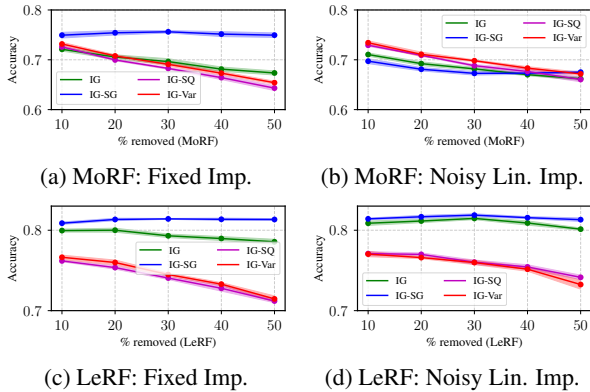 0.8
0.7
0.6
Accuracy
IG
IG-SG
IG-SQ
IG-Var
10 20 30 40 50
% removed (MoRF)
(a) MoRF: Fixed Imp.
0.8
0.7
0.6
Accuracy
IG
IG-SG
IG-SQ
IG-Var
10 20 30 40 50
% removed (MoRF)
(b) MoRF: Noisy Lin. Imp.
0.8
0.7
Accuracy
IG
IG-SG
IG-SQ
IG-Var
10 20 30 40 50
% removed (LeRF)
(c) LeRF: Fixed Imp.
0.8
0.7
Accuracy
IG
IG-SG
IG-SQ
IG-Var
10 20 30 40 50
% removed (LeRF)
(d) LeRF: Noisy Lin. Imp.